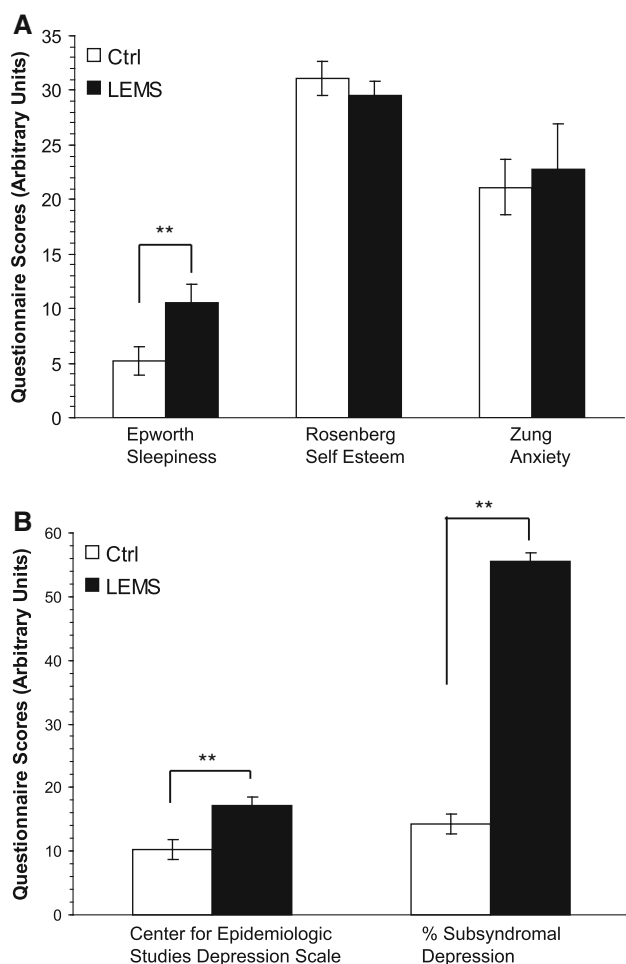 A
Questionnaire Scores (Arbitrary Units)
35
30
25
20
15
10
5
0
Ctrl
LEMS
**
Epworth
Sleepiness
Rosenberg
Self Esteem
Zung
Anxiety
B
Questionnaire Scores (Arbitrary Units)
60
50
40
30
20
10
0
Ctrl
LEMS
**
**
Center for Epidemiologic
Studies Depression Scale
% Subsyndromal
Depression